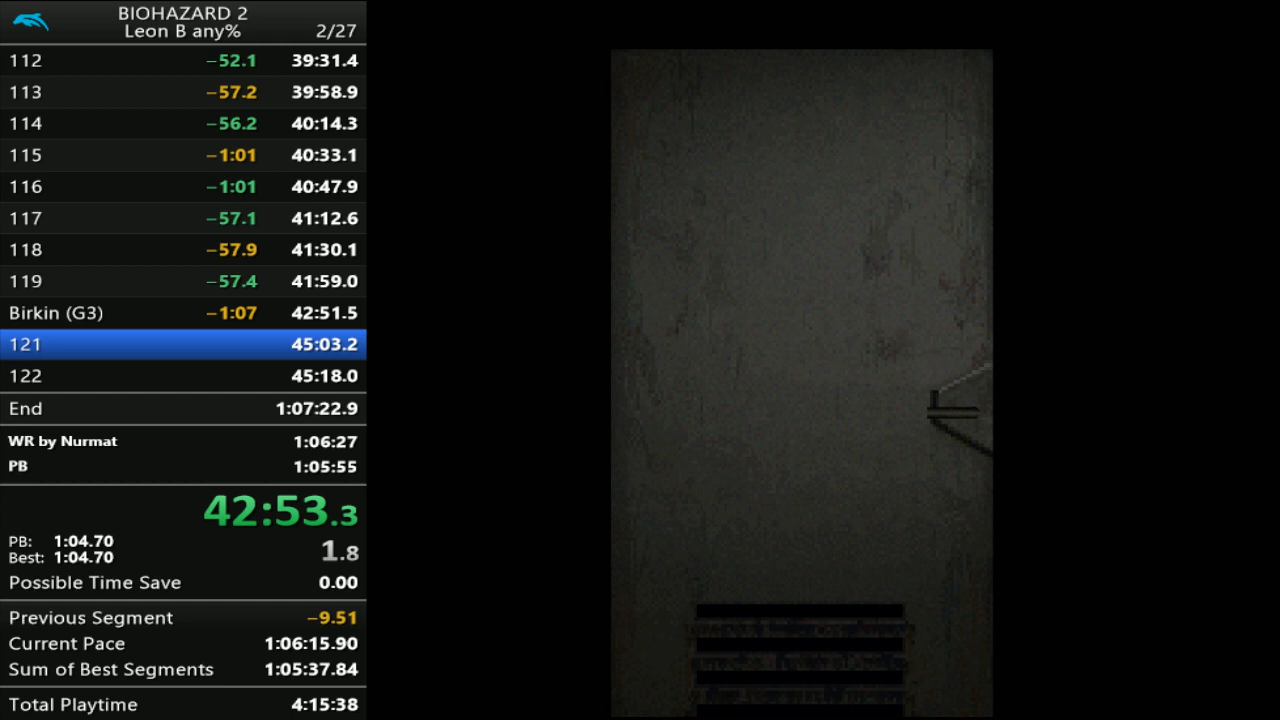 BIOHAZARD 2
Leon B any% 2/27
112 −52.1 39:31.4
113 −57.2 39:58.9
114 −56.2 40:14.3
115 −1:01 40:33.1
116 −1:01 40:47.9
117 −57.1 41:12.6
118 −57.9 41:30.1
119 −57.4 41:59.0
Birkin (G3) −1:07 42:51.5
121 45:03.2
122 45:18.0
End 1:07:22.9
WR by Nurmat 1:06:27
PB 1:05:55
42:53.3
PB: 1:04.70 1.8
Best: 1:04.70
Possible Time Save 0.00
Previous Segment −9.51
Current Pace 1:06:15.90
Sum of Best Segments 1:05:37.84
Total Playtime 4:15:38